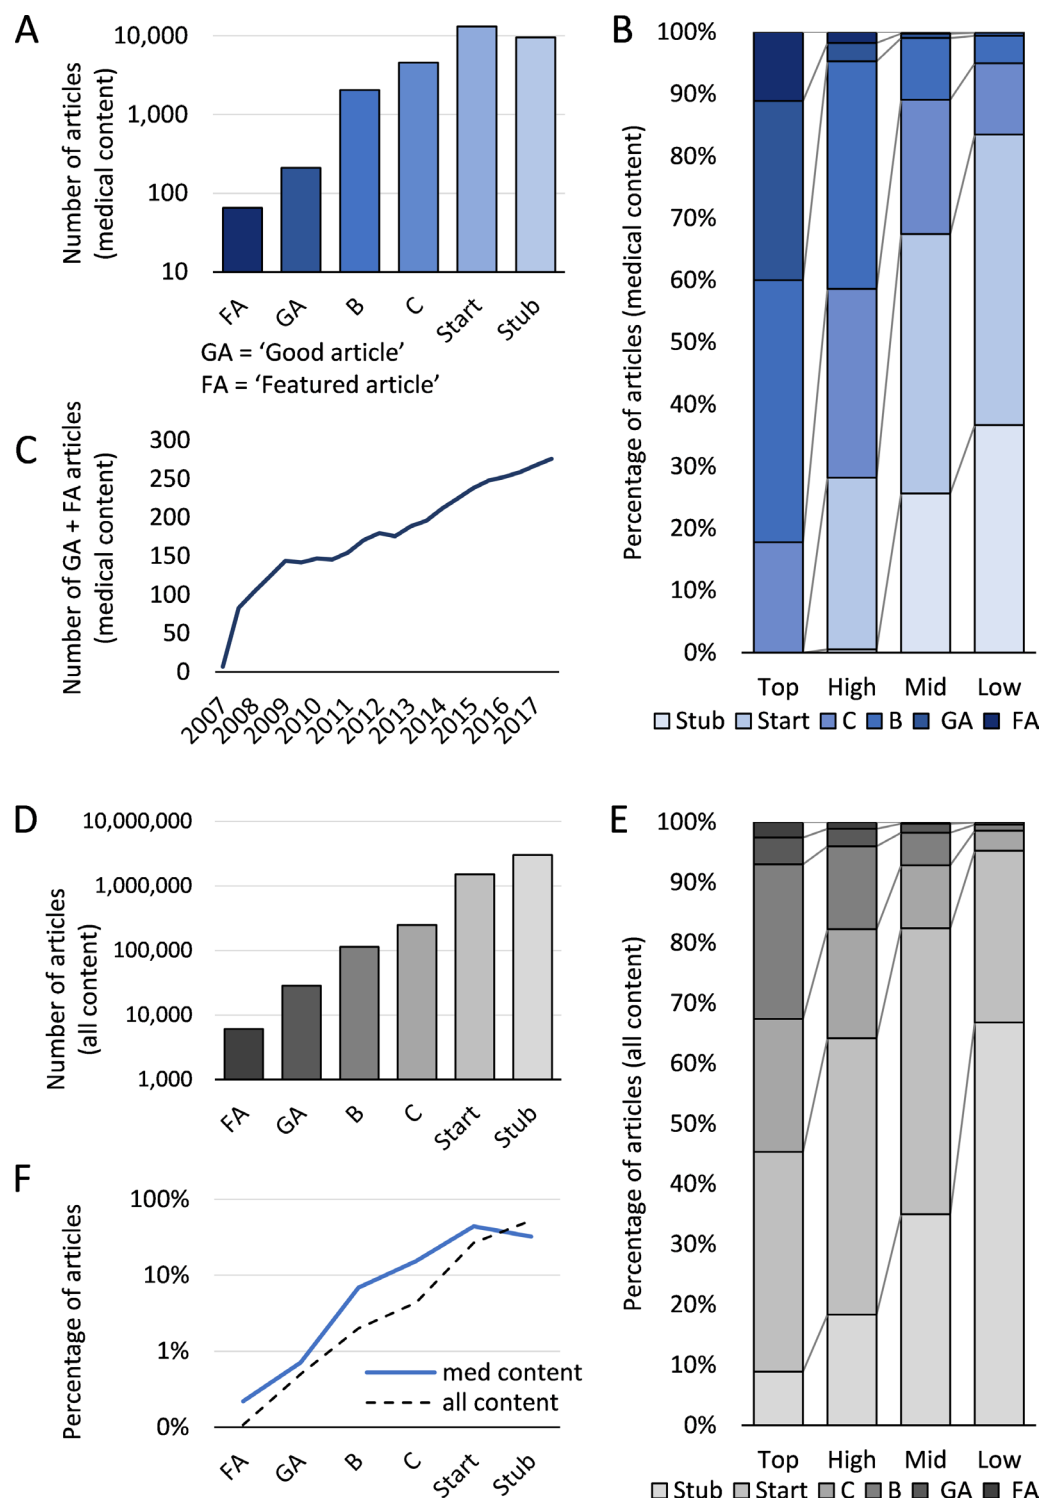 A
Number of articles
(medical content)
10,000
1,000
100
10
FA
GA
B
C
Start
Stub
GA = ‘Good article’
FA = ‘Featured article’
B
Percentage of articles (medical content)
100%
90%
80%
70%
60%
50%
40%
30%
20%
10%
0%
Top High Mid Low
Stub Start C B GA FA
C
Number of GA + FA articles
(medical content)
300
250
200
150
100
50
0
2007
2008
2009
2010
2011
2012
2013
2014
2015
2016
2017
D
Number of articles
(all content)
10,000,000
1,000,000
100,000
10,000
1,000
FA
GA
B
C
Start
Stub
E
Percentage of articles (all content)
100%
90%
80%
70%
60%
50%
40%
30%
20%
10%
0%
Top High Mid Low
Stub Start C B GA FA
F
Percentage of articles
100%
10%
1%
0%
med content
all content
FA
GA
B
C
Start
Stub